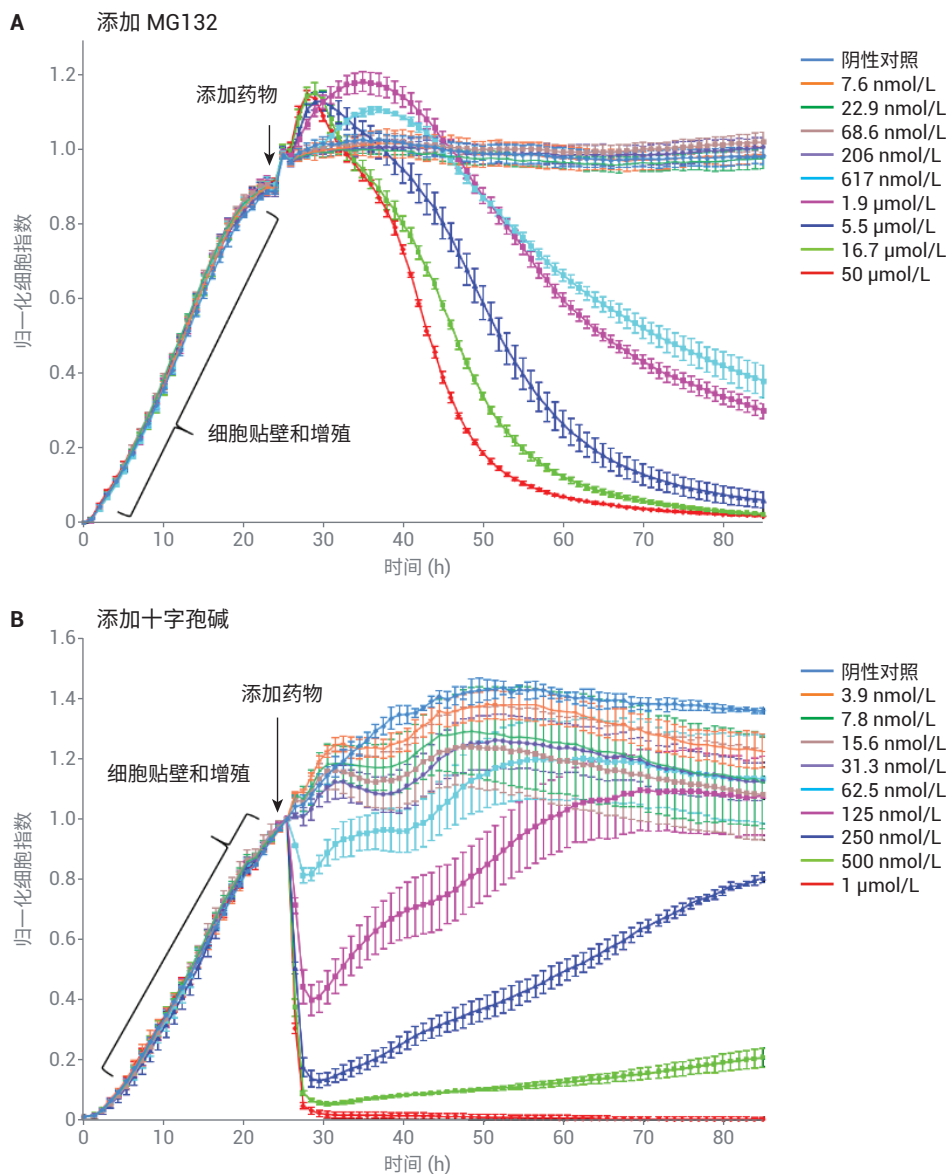 A 添加 MG132
归一化细胞指数
1.2
1.0
0.8
0.6
0.4
0.2
0
添加药物
细胞贴壁和增殖
0 10 20 30 40 50 60 70 80
时间 (h)
阴性对照
7.6 nmol/L
22.9 nmol/L
68.6 nmol/L
206 nmol/L
617 nmol/L
1.9 μmol/L
5.5 μmol/L
16.7 μmol/L
50 μmol/L
B 添加十字孢碱
归一化细胞指数
1.6
1.4
1.2
1.0
0.8
0.6
0.4
0.2
0
添加药物
细胞贴壁和增殖
0 10 20 30 40 50 60 70 80
时间 (h)
阴性对照
3.9 nmol/L
7.8 nmol/L
15.6 nmol/L
31.3 nmol/L
62.5 nmol/L
125 nmol/L
250 nmol/L
500 nmol/L
1 μmol/L